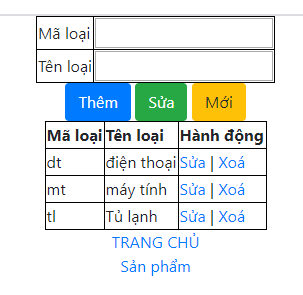 Mã loại
Tên loại
Thêm Sửa Mới
Mã loại Tên loại Hành động
dt điện thoại Sửa | Xoá
mt máy tính Sửa | Xoá
tl Tủ lạnh Sửa | Xoá
TRANG CHỦ
Sản phẩm